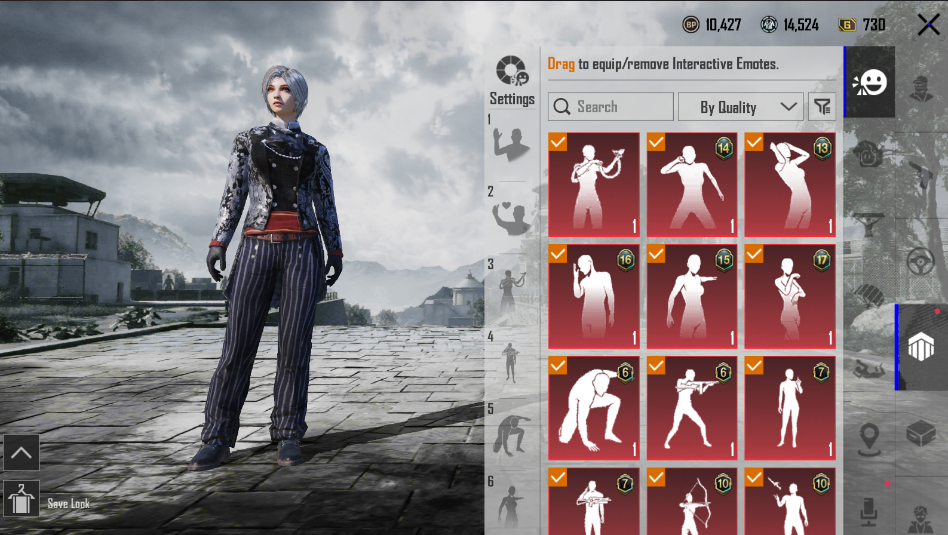 BP 10,427 14,524 G 730
Drag to equip/remove Interactive Emotes.
Settings
Search
By Quality
1
2
3
4
5
6
14 13
1 1 1
16 15 17
1 1 1
6 6 7
1 1 1
7 10 10
2
Save Look